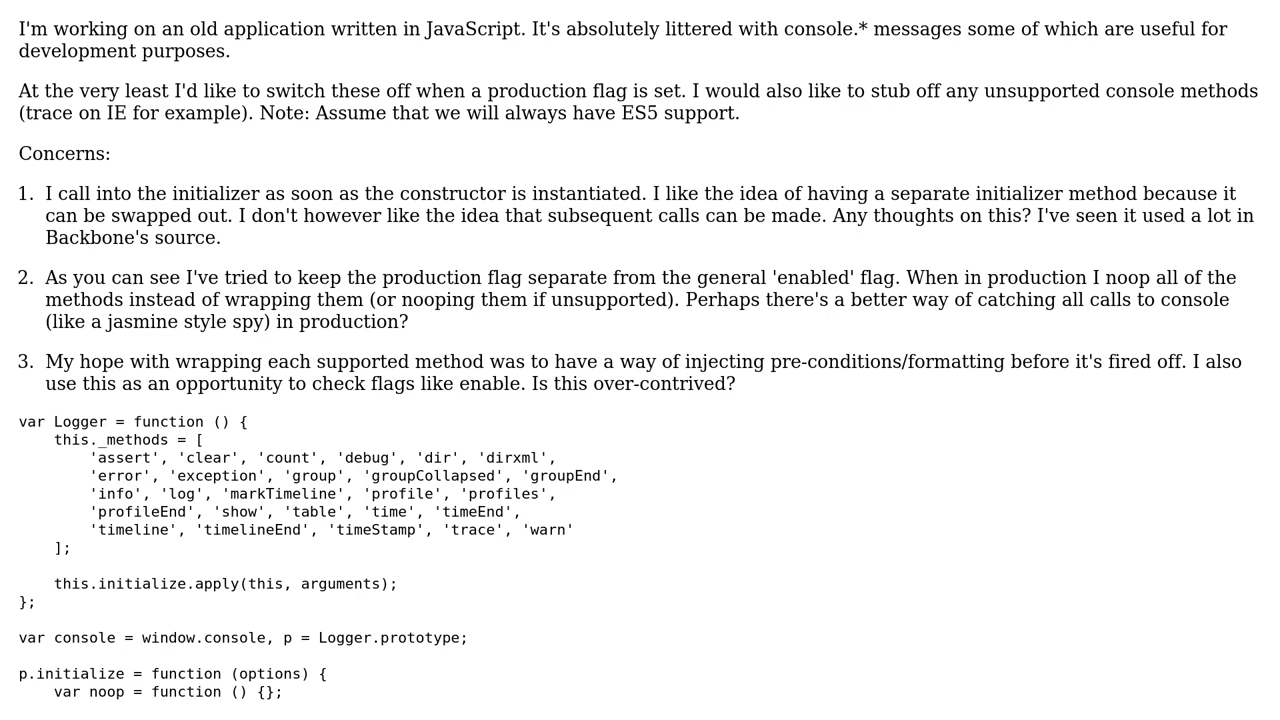 I'm working on an old application written in JavaScript. It's absolutely littered with console.* messages some of which are useful for
development purposes.
At the very least I'd like to switch these off when a production flag is set. I would also like to stub off any unsupported console methods
(trace on IE for example). Note: Assume that we will always have ES5 support.
Concerns:
1. I call into the initializer as soon as the constructor is instantiated. I like the idea of having a separate initializer method because it
can be swapped out. I don't however like the idea that subsequent calls can be made. Any thoughts on this? I've seen it used a lot in
Backbone's source.
2. As you can see I've tried to keep the production flag separate from the general 'enabled' flag. When in production I noop all of the
methods instead of wrapping them (or nooping them if unsupported). Perhaps there's a better way of catching all calls to console
(like a jasmine style spy) in production?
3. My hope with wrapping each supported method was to have a way of injecting pre-conditions/formatting before it's fired off. I also
use this as an opportunity to check flags like enable. Is this over-contrived?
var Logger = function () {
    this._methods = [
        'assert', 'clear', 'count', 'debug', 'dir', 'dirxml',
        'error', 'exception', 'group', 'groupCollapsed', 'groupEnd',
        'info', 'log', 'markTimeline', 'profile', 'profiles',
        'profileEnd', 'show', 'table', 'time', 'timeEnd',
        'timeline', 'timelineEnd', 'timeStamp', 'trace', 'warn'
    ];
    this.initialize.apply(this, arguments);
};
var console = window.console, p = Logger.prototype;
p.initialize = function (options) {
    var noop = function () {};